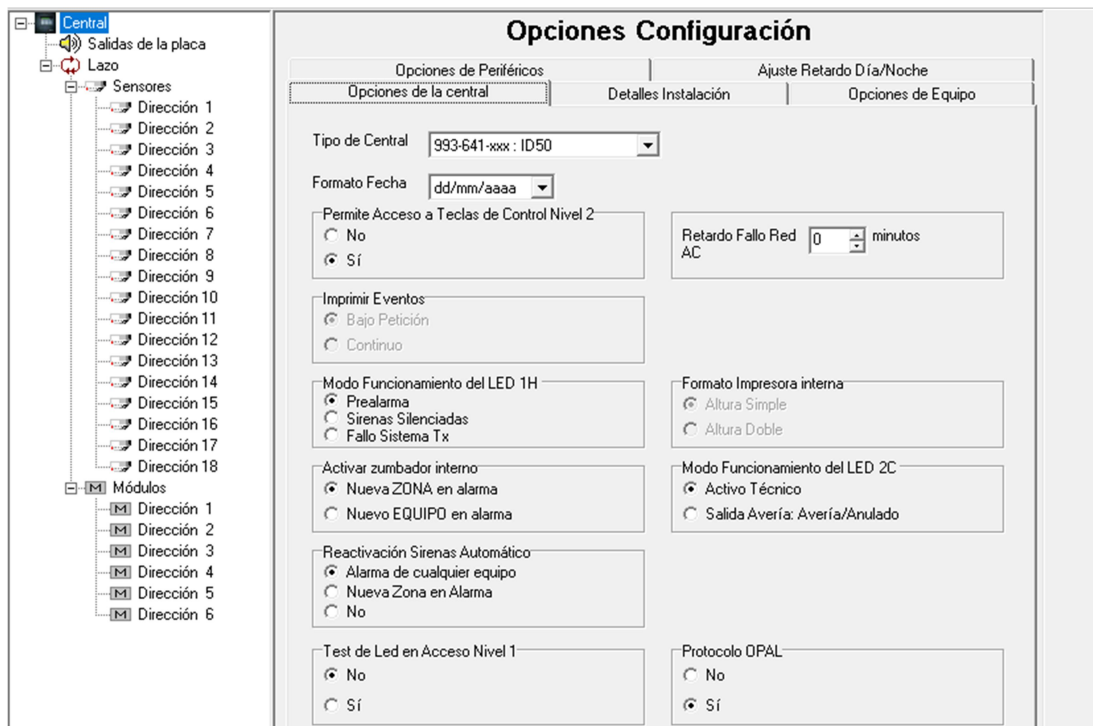 Central
Salidas de la placa
Lazo
Sensores
Dirección 1
Dirección 2
Dirección 3
Dirección 4
Dirección 5
Dirección 6
Dirección 7
Dirección 8
Dirección 9
Dirección 10
Dirección 11
Dirección 12
Dirección 13
Dirección 14
Dirección 15
Dirección 16
Dirección 17
Dirección 18
M Módulos
M Dirección 1
M Dirección 2
M Dirección 3
M Dirección 4
M Dirección 5
M Dirección 6
Opciones Configuración
Opciones de Periféricos
Ajuste Retardo Día/Noche
Opciones de la central
Detalles Instalación
Opciones de Equipo
Tipo de Central 993-641-xxx : ID50
Formato Fecha dd/mm/aaaa
Permite Acceso a Teclas de Control Nivel 2
No
Sí
Retardo Fallo Red 0 minutos
AC
Imprimir Eventos
Bajo Petición
Continuo
Modo Funcionamiento del LED 1H
Prealarma
Sirenas Silenciadas
Fallo Sistema Tx
Formato Impresora interna
Altura Simple
Altura Doble
Activar zumbador interno
Nueva ZONA en alarma
Nuevo EQUIPO en alarma
Modo Funcionamiento del LED 2C
Activo Técnico
Salida Avería: Avería/Anulado
Reactivación Sirenas Automático
Alarma de cualquier equipo
Nueva Zona en Alarma
No
Test de Led en Acceso Nivel 1
No
Sí
Protocolo OPAL
No
Sí